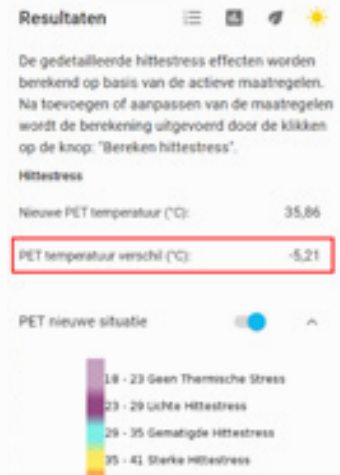 Resultaten
De gedetailleerde hittestress effecten worden
berekend op basis van de actieve maatregelen.
Na toevoegen of aanpassen van de maatregelen
wordt de berekening uitgevoerd door de klikken
op de knop: "Bereken hittestress".
Hittestress
Nieuwe PET temperatuur (°C): 35,86
PET temperatuur verschil (°C): -5,21
PET nieuwe situatie
18 - 23 Geen Thermische Stress
23 - 29 Lichte Hittestress
29 - 35 Gematigde Hittestress
35 - 41 Sterke Hittestress